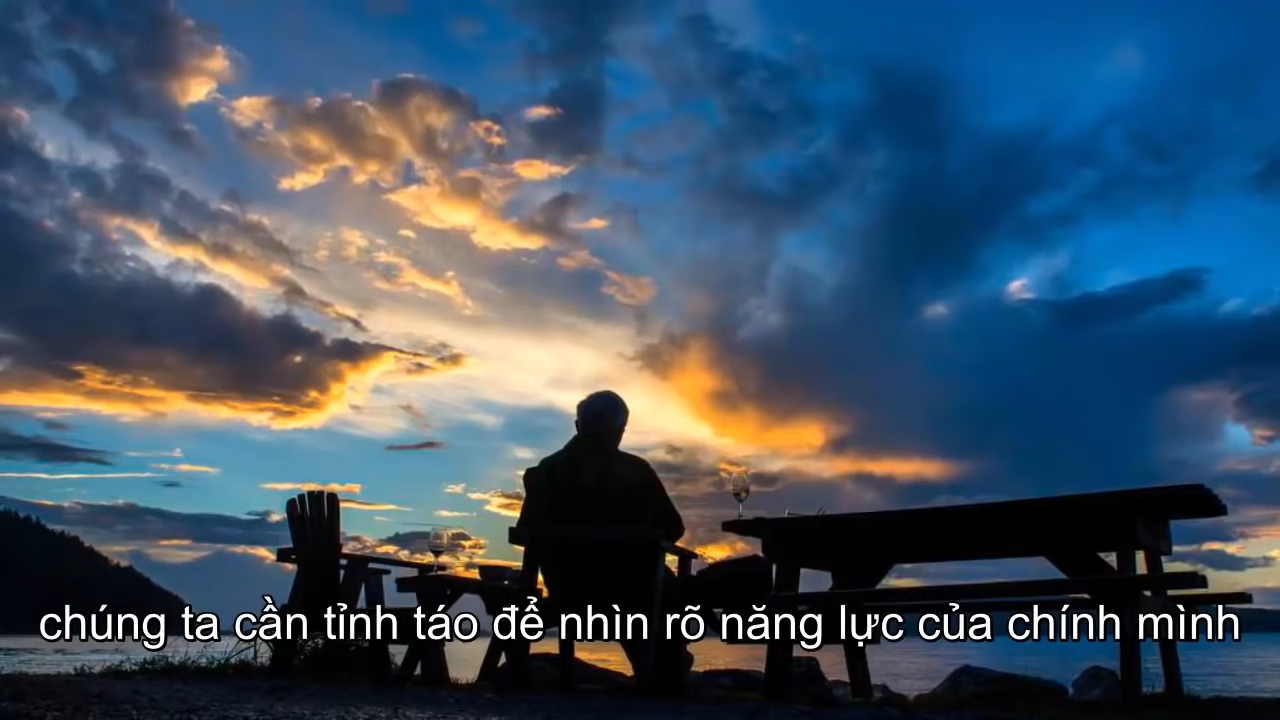 chúng ta cần tỉnh táo để nhìn rõ năng lực của chính mình